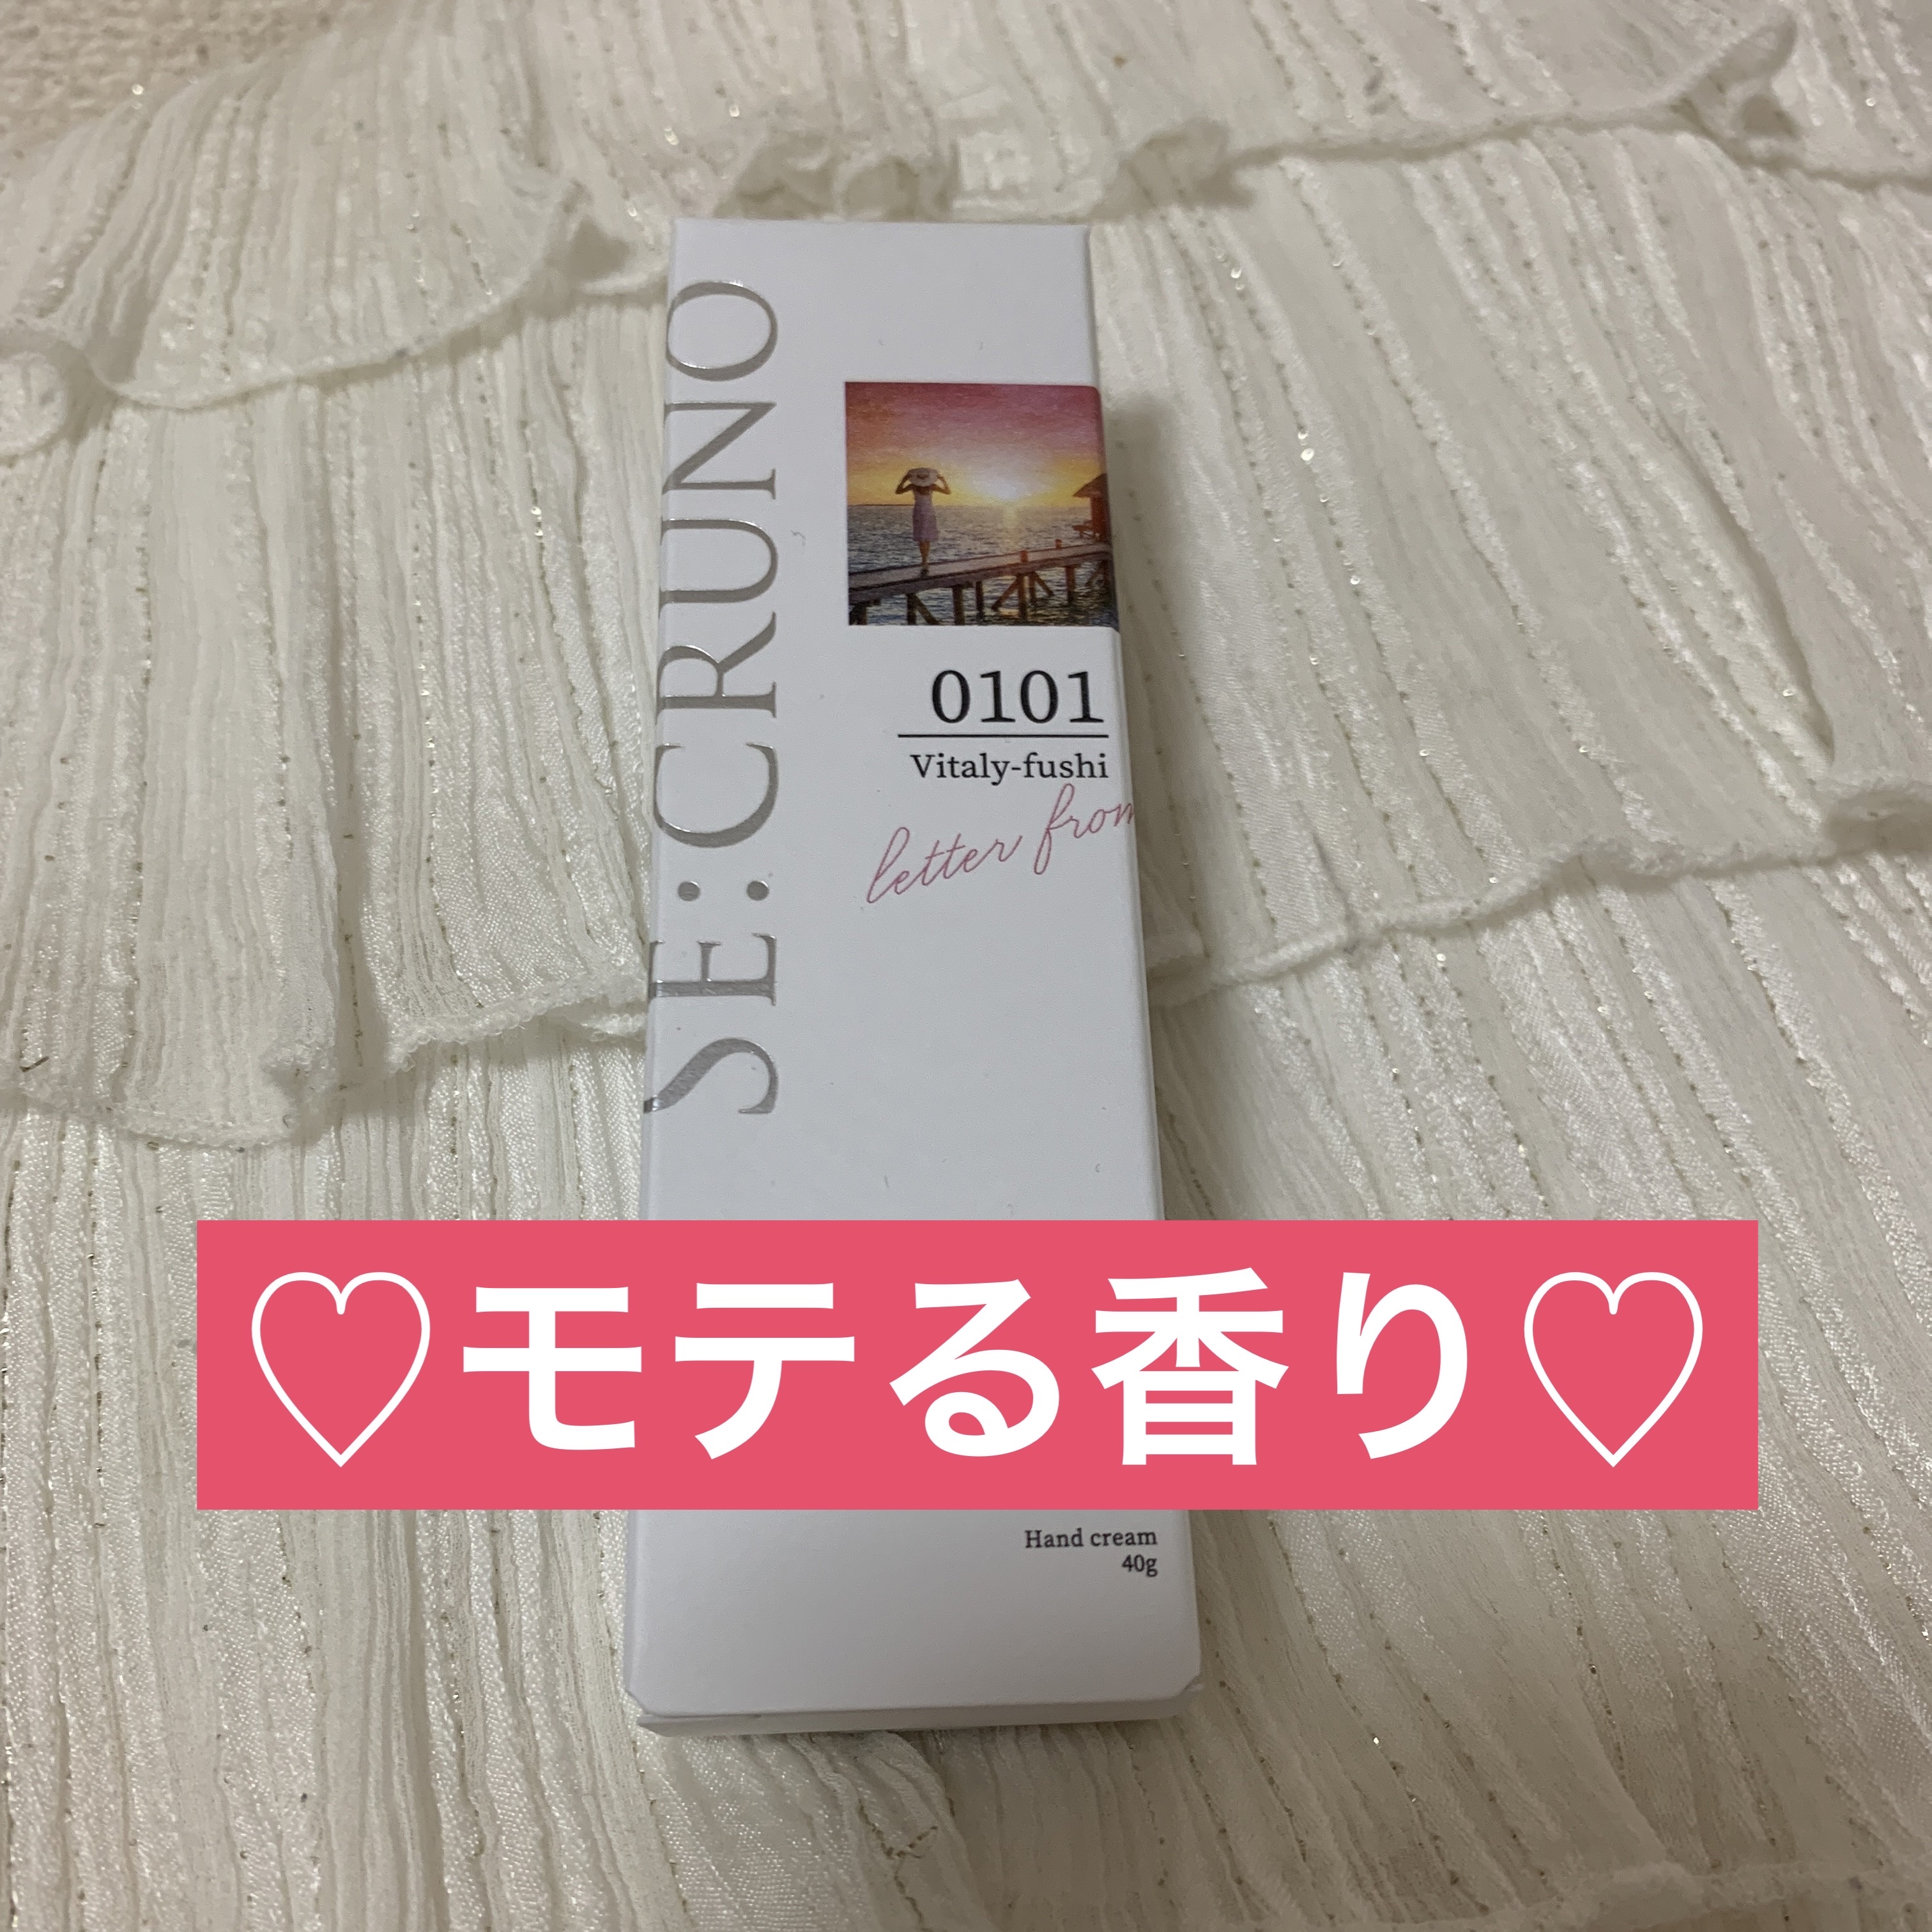 SE:CRUNO
0101
Vitaly-fushi
letter from
♡モテる香り♡
Hand cream
40g